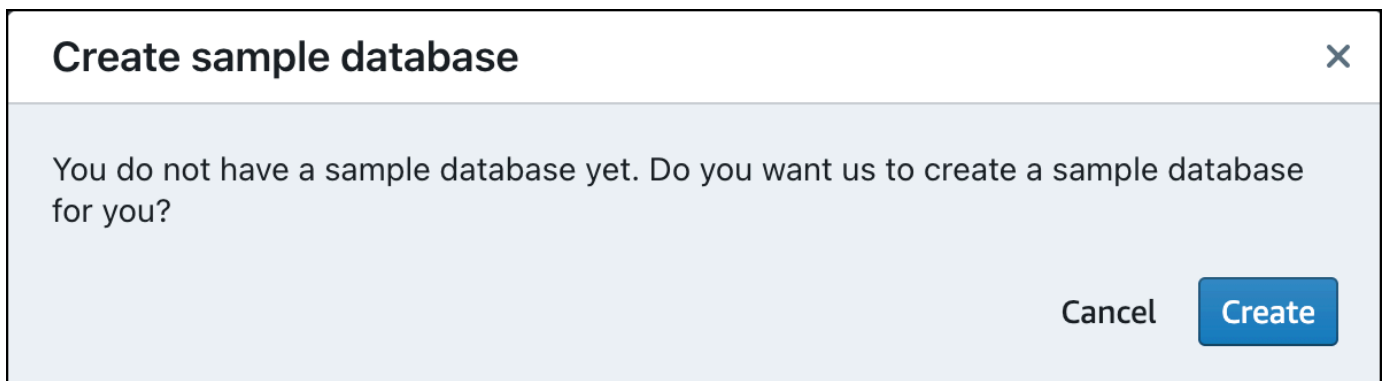 Create sample database
You do not have a sample database yet. Do you want us to create a sample database
for you?
Cancel
Create